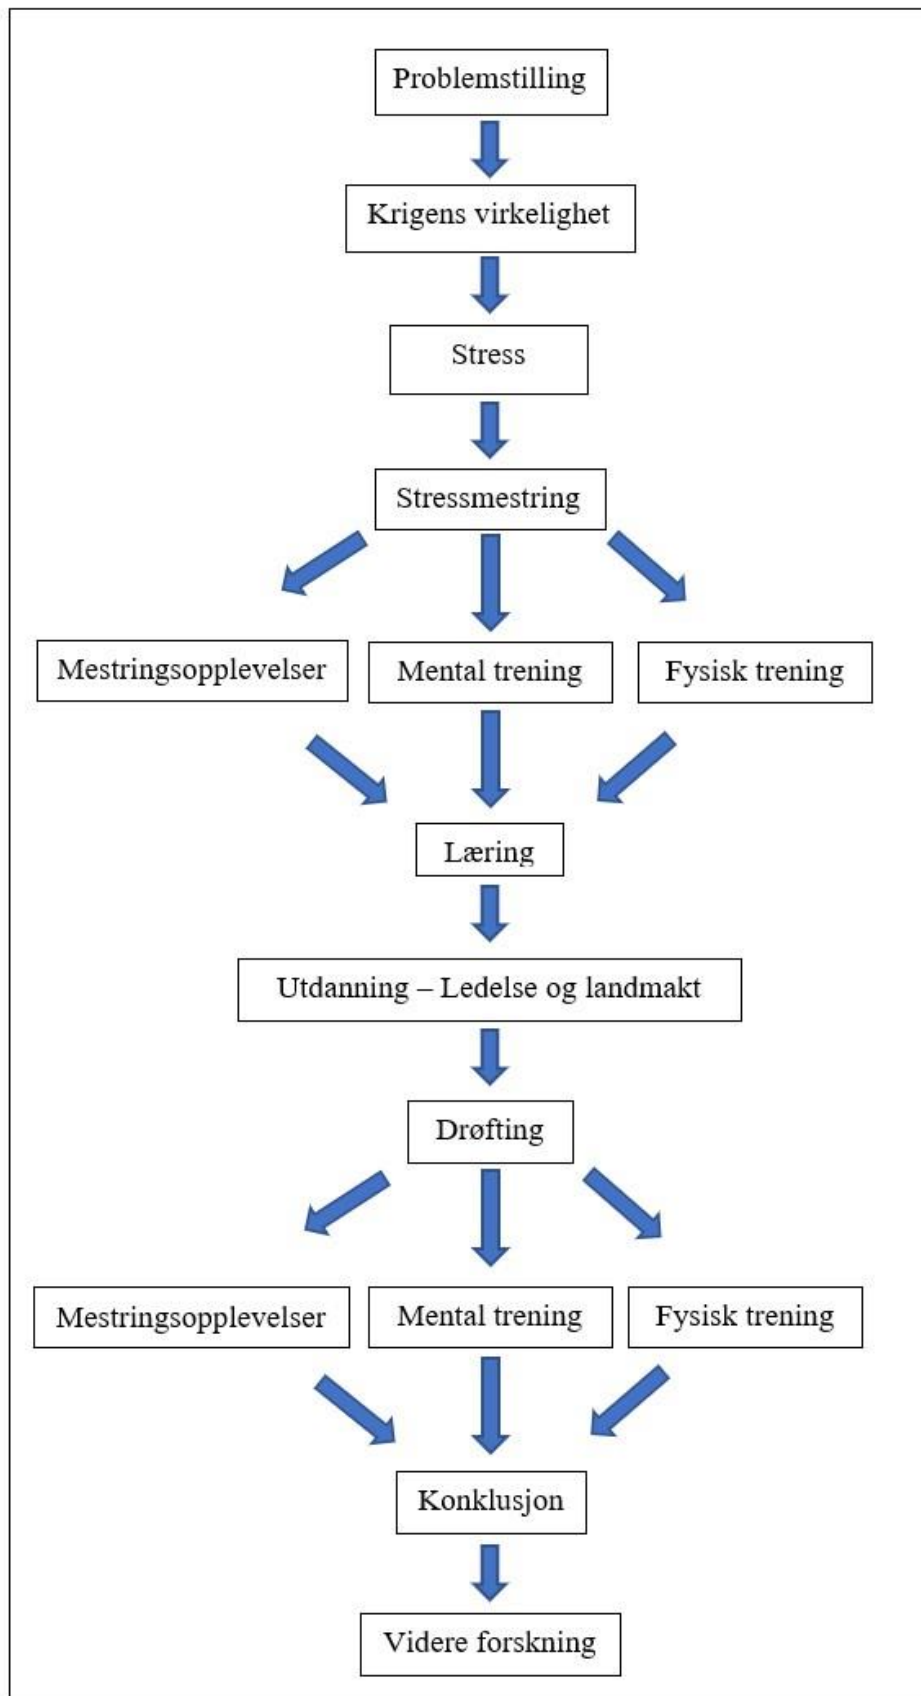 Problemstilling
Krigens virkelighet
Stress
Stressmestring
Mestringsopplevelser
Mental trening
Fysisk trening
Læring
Utdanning – Ledelse og landmakt
Drøfting
Mestringsopplevelser
Mental trening
Fysisk trening
Konklusjon
Videre forskning